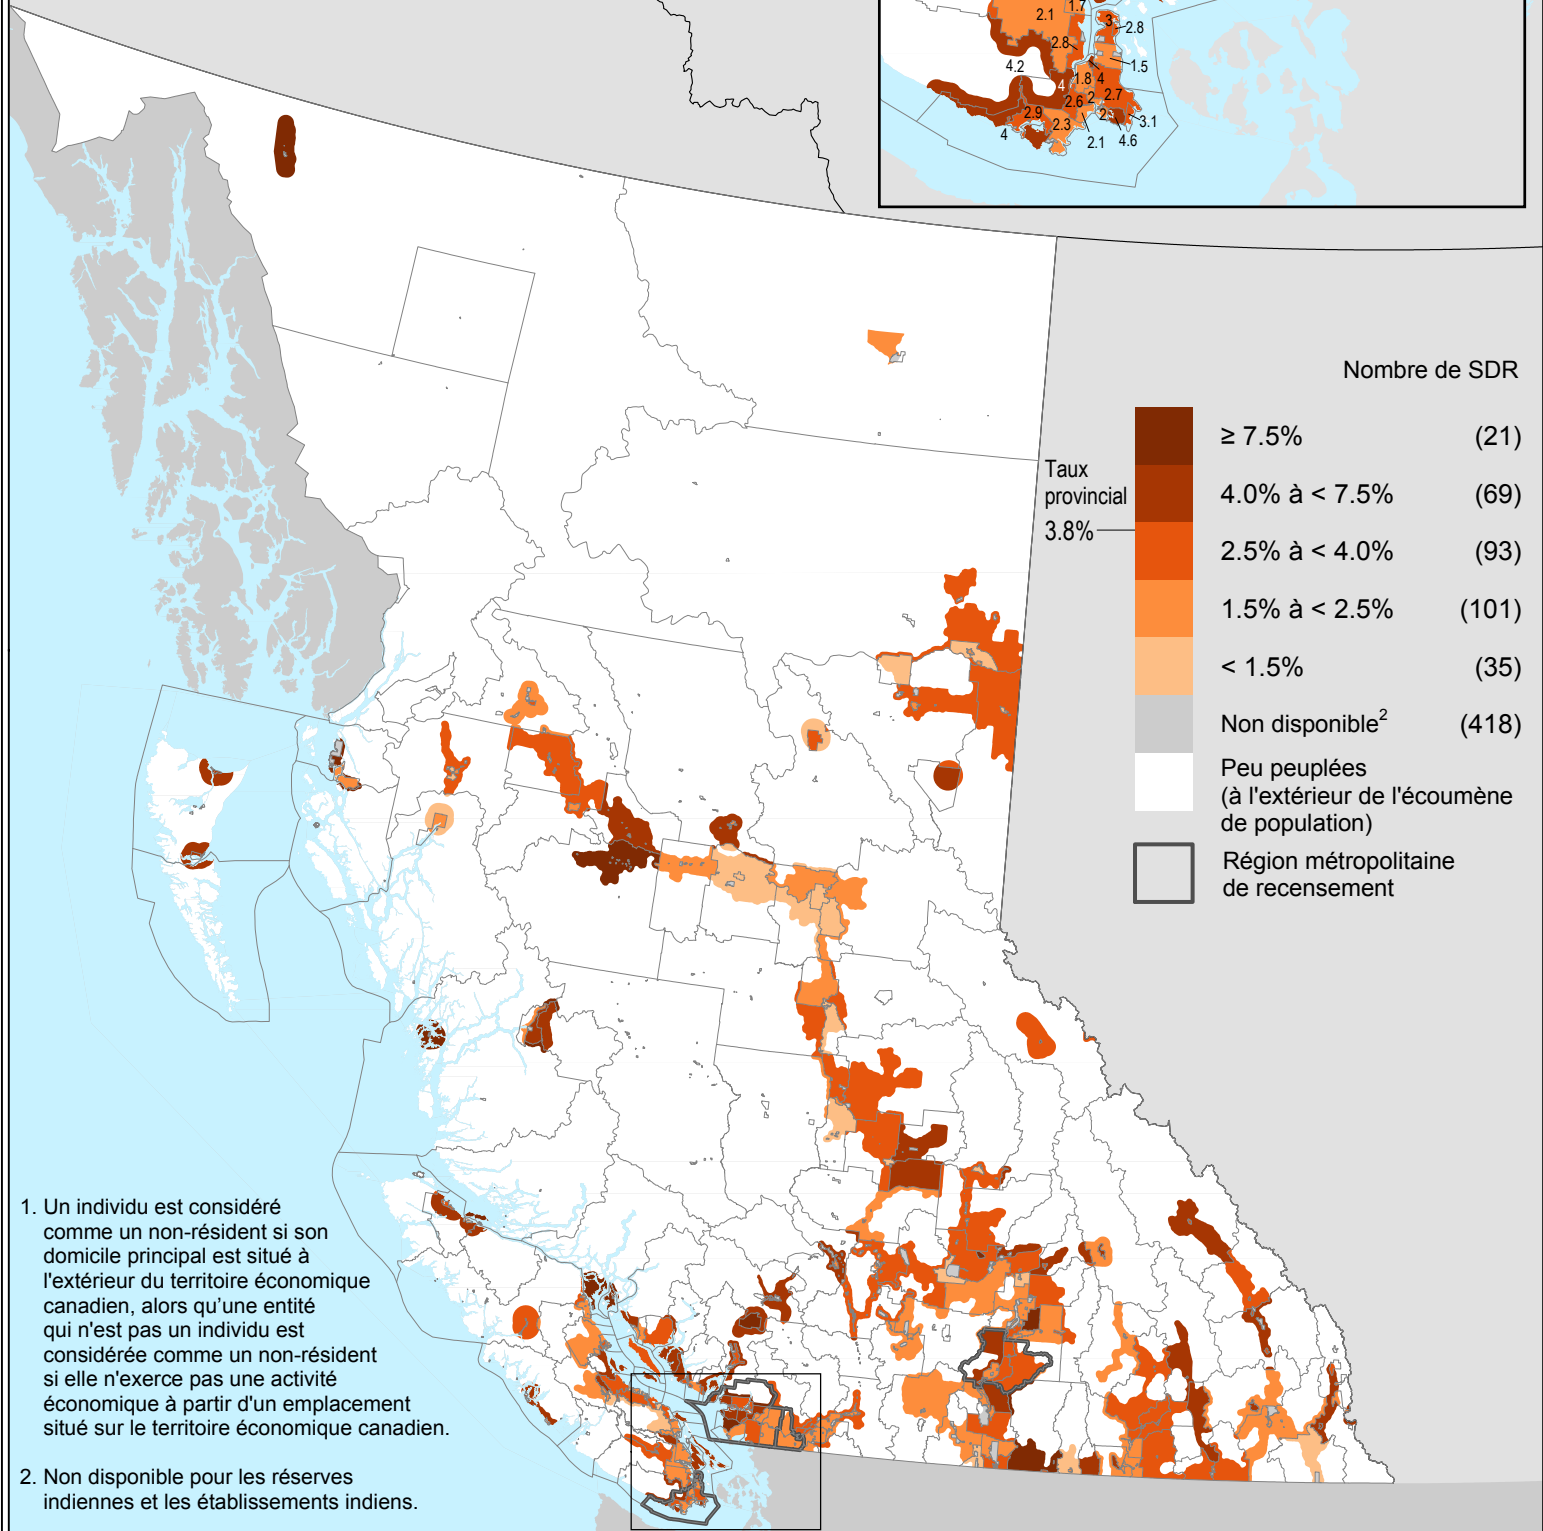 1.7
2.1
3
2.8
2.8
4.2
1.5
1.8
4
4
2.7
2.6
2
2.9
2
3.1
4
2.3
2.1
4.6
Nombre de SDR
≥ 7.5% (21)
Taux
provincial
3.8%
4.0% à < 7.5% (69)
2.5% à < 4.0% (93)
1.5% à < 2.5% (101)
< 1.5% (35)
Non disponible² (418)
Peu peuplées
(à l'extérieur de l'écoumène
de population)
Région métropolitaine
de recensement
1. Un individu est considéré
comme un non-résident si son
domicile principal est situé à
l'extérieur du territoire économique
canadien, alors qu’une entité
qui n'est pas un individu est
considérée comme un non-résident
si elle n'exerce pas une activité
économique à partir d'un emplacement
situé sur le territoire économique canadien.
2. Non disponible pour les réserves
indiennes et les établissements indiens.